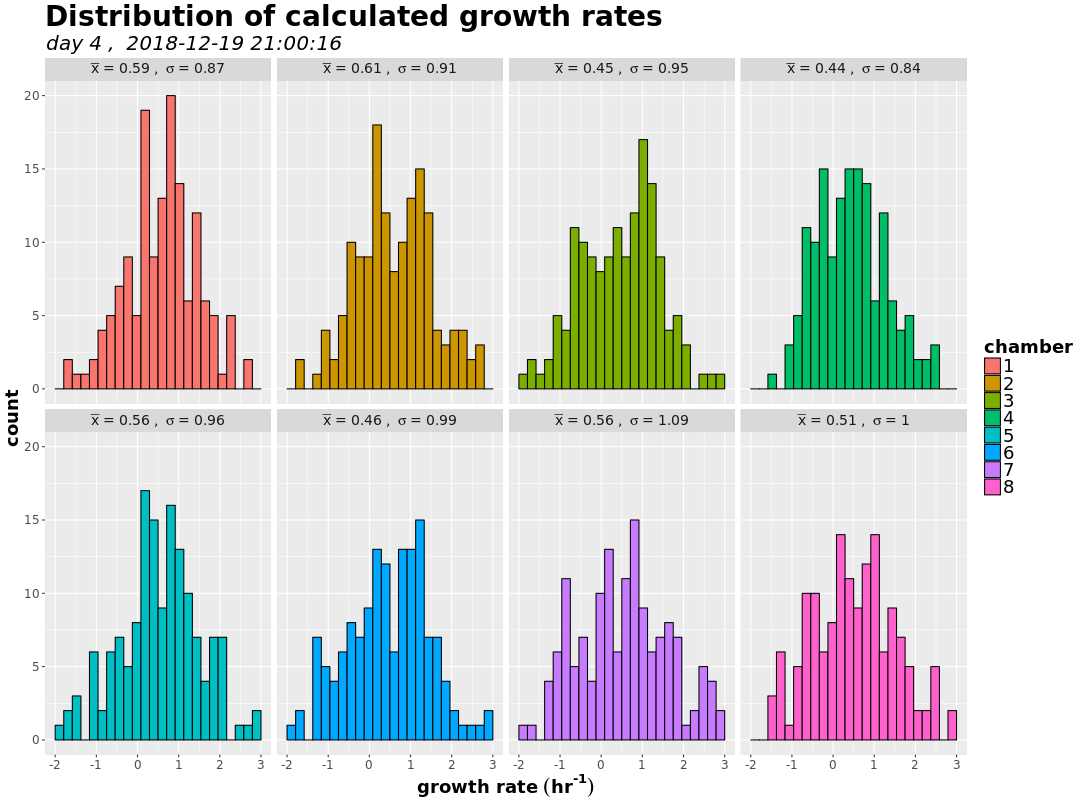 Distribution of calculated growth rates
day 4 ,  2018-12-19 21:00:16
x̅ = 0.59 ,  σ = 0.87
x̅ = 0.61 ,  σ = 0.91
x̅ = 0.45 ,  σ = 0.95
x̅ = 0.44 ,  σ = 0.84
20
15
10
5
0
x̅ = 0.56 ,  σ = 0.96
x̅ = 0.46 ,  σ = 0.99
x̅ = 0.56 ,  σ = 1.09
x̅ = 0.51 ,  σ = 1
20
15
10
5
0
-2 -1 0 1 2 3
-2 -1 0 1 2 3
-2 -1 0 1 2 3
-2 -1 0 1 2 3
growth rate (hr⁻¹)
count
chamber
1
2
3
4
5
6
7
8